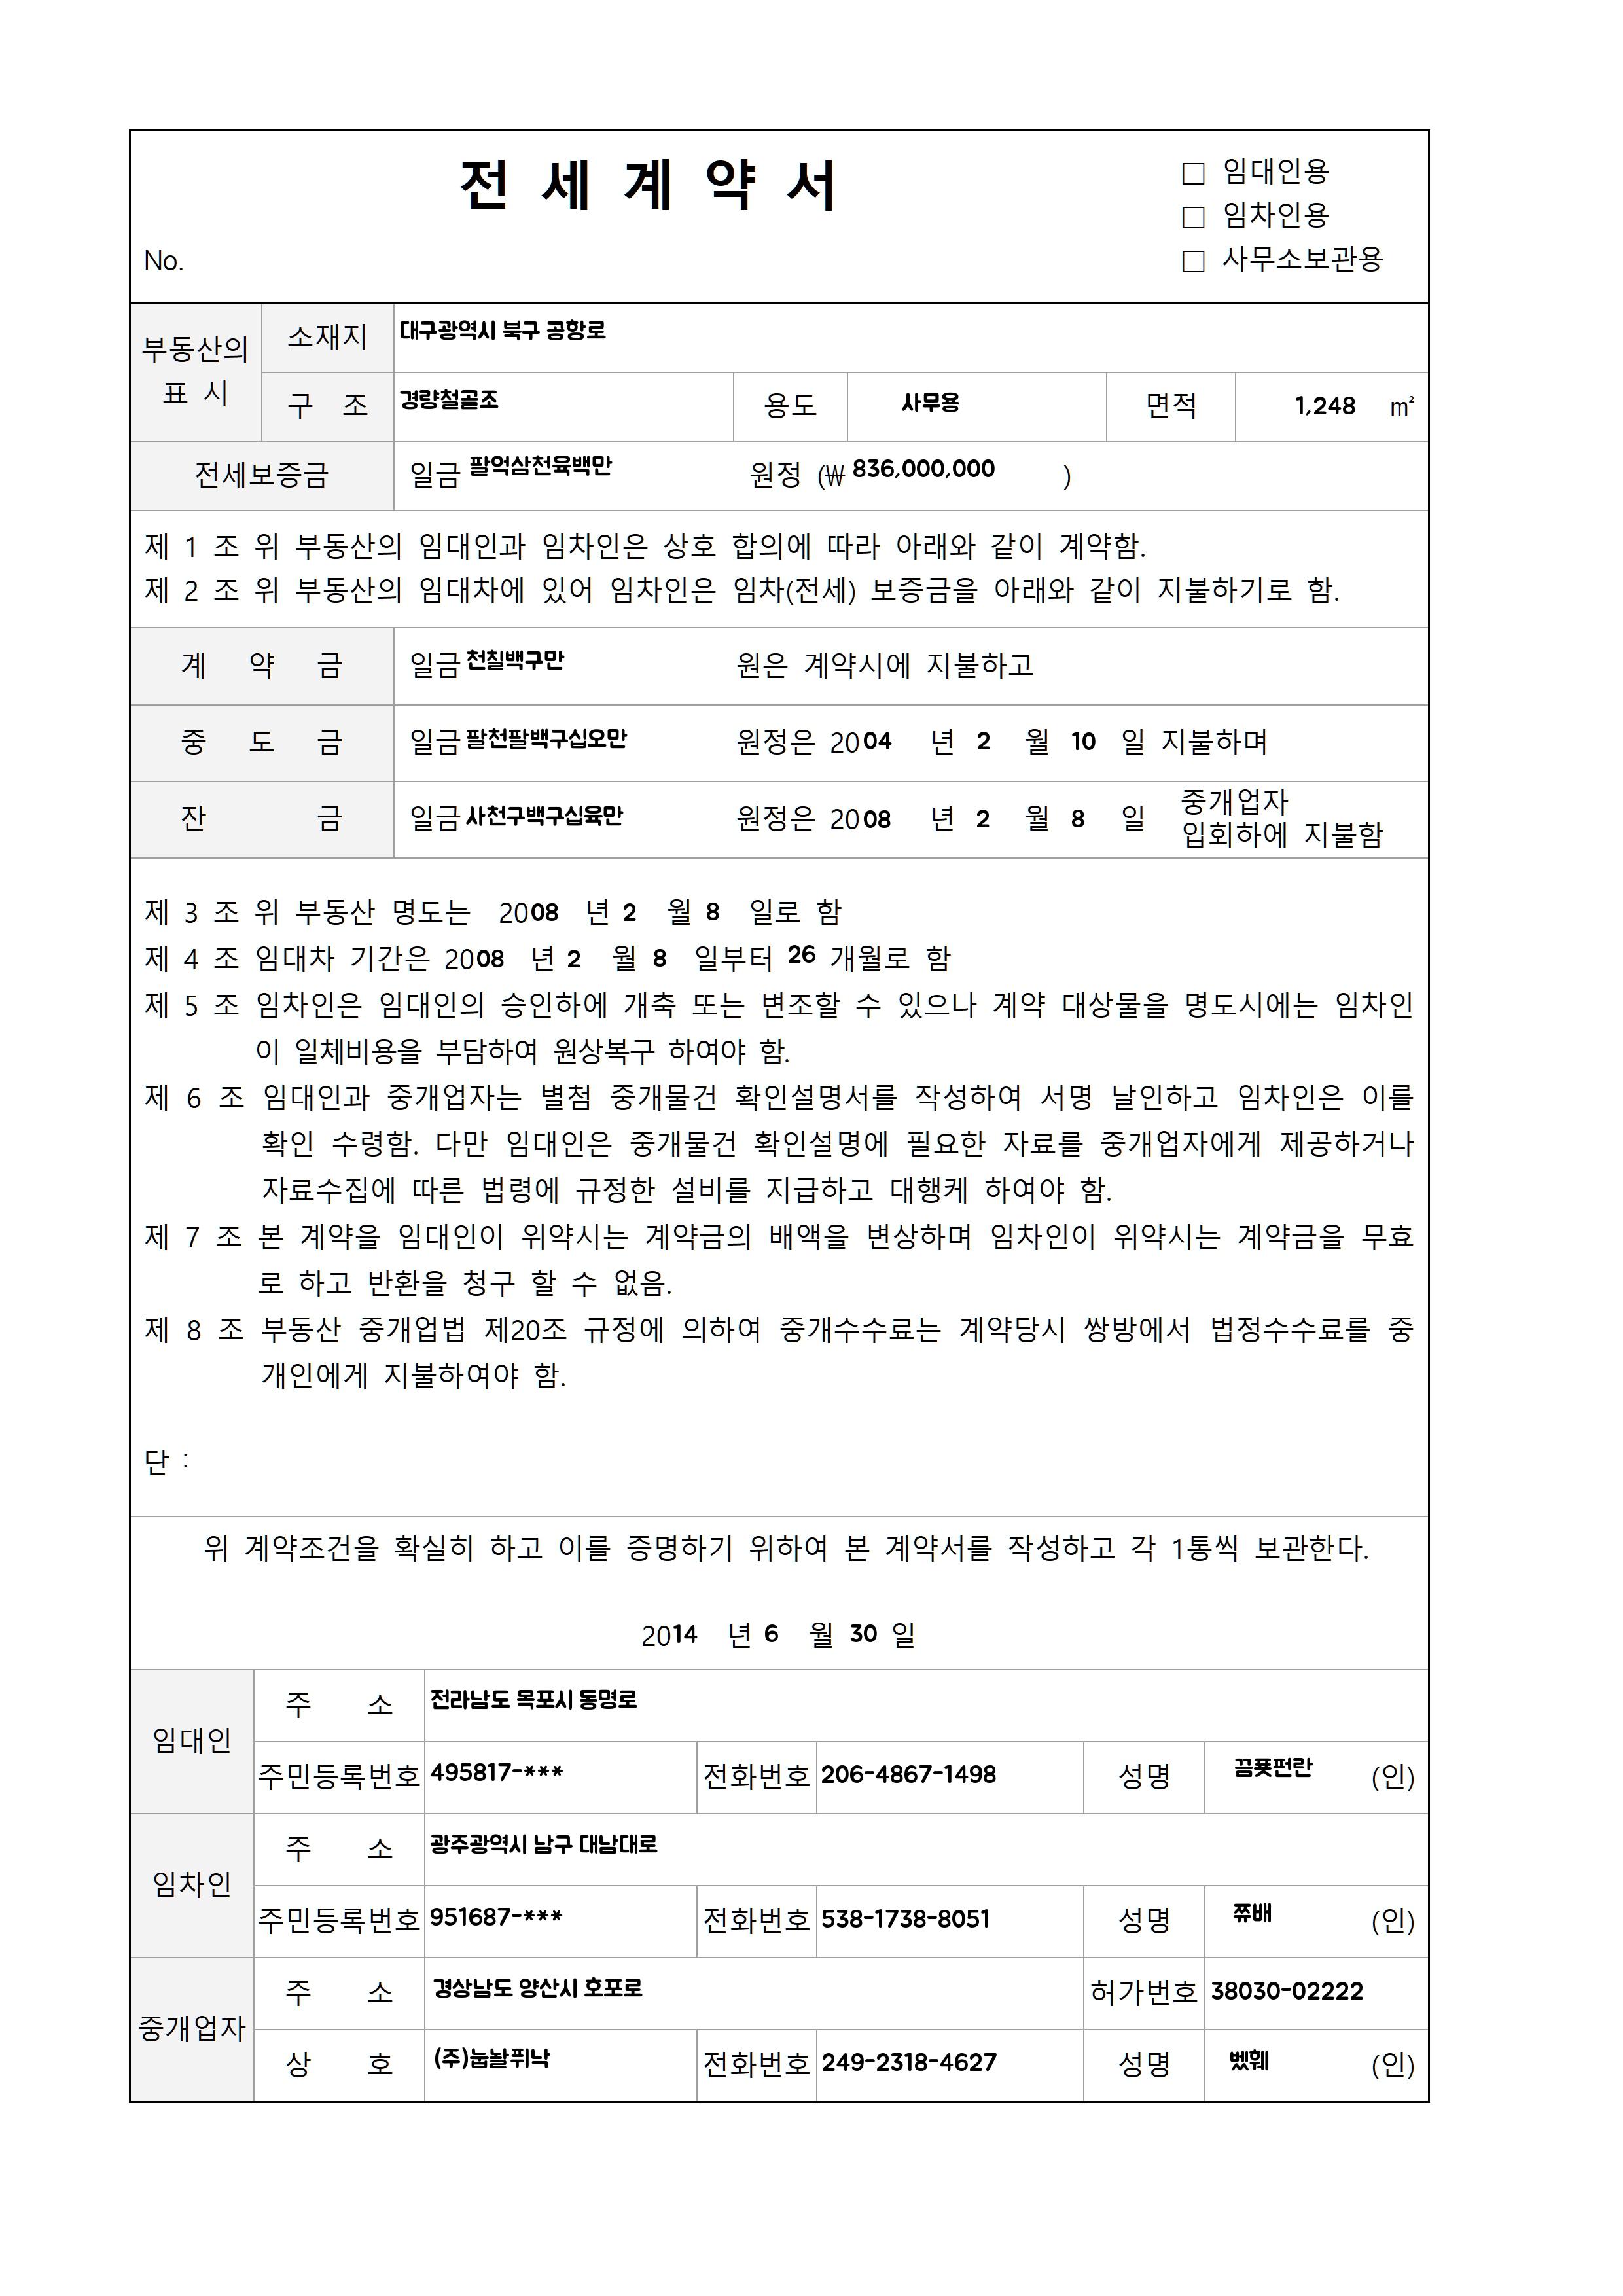 전 세 계 약 서
□ 임대인용
□ 임차인용
□ 사무소보관용
No.
부동산의 표 시
소재지 대구광역시 북구 공항로
구 조 경량철골조 용도 사무용 면적 1,248 ㎡
전세보증금 일금 팔억삼천육백만 원정 (₩ 836,000,000 )
제 1 조 위 부동산의 임대인과 임차인은 상호 합의에 따라 아래와 같이 계약함.
제 2 조 위 부동산의 임대차에 있어 임차인은 임차(전세) 보증금을 아래와 같이 지불하기로 함.
계 약 금 일금 천칠백구만 원은 계약시에 지불하고
중 도 금 일금 팔천팔백구십오만 원정은 2004 년 2 월 10 일 지불하며
잔 금 일금 사천구백구십육만 원정은 2008 년 2 월 8 일 중개업자
입회하에 지불함
제 3 조 위 부동산 명도는 2008 년 2 월 8 일로 함
제 4 조 임대차 기간은 2008 년 2 월 8 일부터 26 개월로 함
제 5 조 임차인은 임대인의 승인하에 개축 또는 변조할 수 있으나 계약 대상물을 명도시에는 임차인
이 일체비용을 부담하여 원상복구 하여야 함.
제 6 조 임대인과 중개업자는 별첨 중개물건 확인설명서를 작성하여 서명 날인하고 임차인은 이를
확인 수령함. 다만 임대인은 중개물건 확인설명에 필요한 자료를 중개업자에게 제공하거나
자료수집에 따른 법령에 규정한 설비를 지급하고 대행케 하여야 함.
제 7 조 본 계약을 임대인이 위약시는 계약금의 배액을 변상하며 임차인이 위약시는 계약금을 무효
로 하고 반환을 청구 할 수 없음.
제 8 조 부동산 중개업법 제20조 규정에 의하여 중개수수료는 계약당시 쌍방에서 법정수수료를 중
개인에게 지불하여야 함.
단 :
위 계약조건을 확실히 하고 이를 증명하기 위하여 본 계약서를 작성하고 각 1통씩 보관한다.
2014 년 6 월 30 일
임대인
주 소 전라남도 목포시 동명로
주민등록번호 495817-*** 전화번호 206-4867-1498 성명 (인)
임차인
주 소 광주광역시 남구 대남대로
주민등록번호 951687-*** 전화번호 538-1738-8051 성명 쮸배 (인)
중개업자
주 소 경상남도 양산시 호포로 허가번호 38030-02222
상 호 전화번호 249-2318-4627 성명 (인)